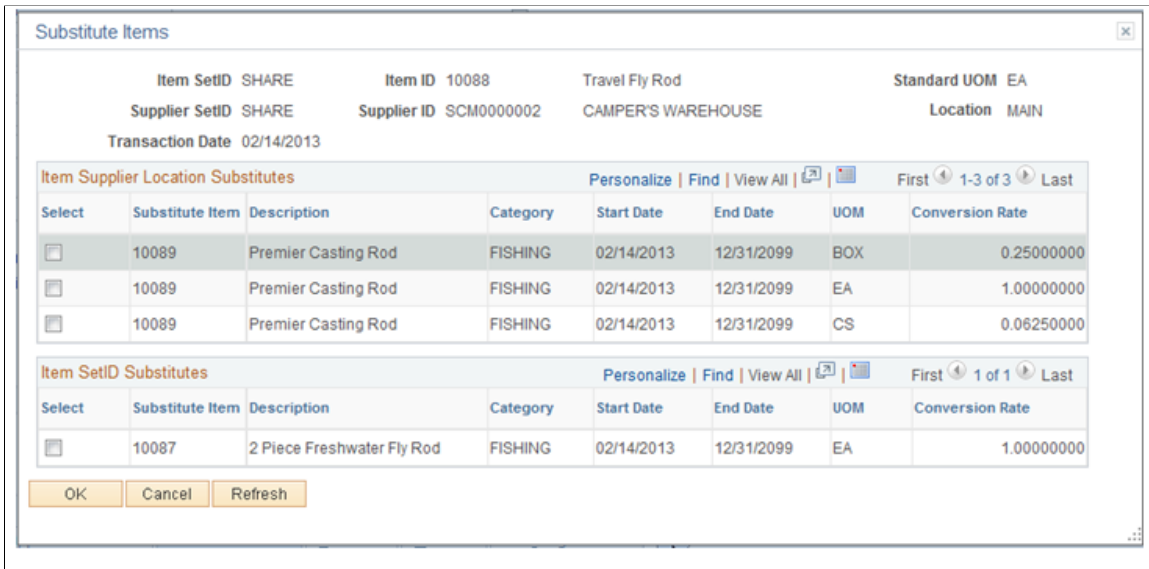 Substitute Items
Item SetID SHARE Item ID 10088 Travel Fly Rod Standard UOM EA
Supplier SetID SHARE Supplier ID SCM0000002 CAMPER'S WAREHOUSE Location MAIN
Transaction Date 02/14/2013
Item Supplier Location Substitutes Personalize | Find | View All | | First 1-3 of 3 Last
Select Substitute Item Description Category Start Date End Date UOM Conversion Rate
10089 Premier Casting Rod FISHING 02/14/2013 12/31/2099 BOX 0.25000000
10089 Premier Casting Rod FISHING 02/14/2013 12/31/2099 EA 1.00000000
10089 Premier Casting Rod FISHING 02/14/2013 12/31/2099 CS 0.06250000
Item SetID Substitutes Personalize | Find | View All | | First 1 of 1 Last
Select Substitute Item Description Category Start Date End Date UOM Conversion Rate
10087 2 Piece Freshwater Fly Rod FISHING 02/14/2013 12/31/2099 EA 1.00000000
OK Cancel Refresh